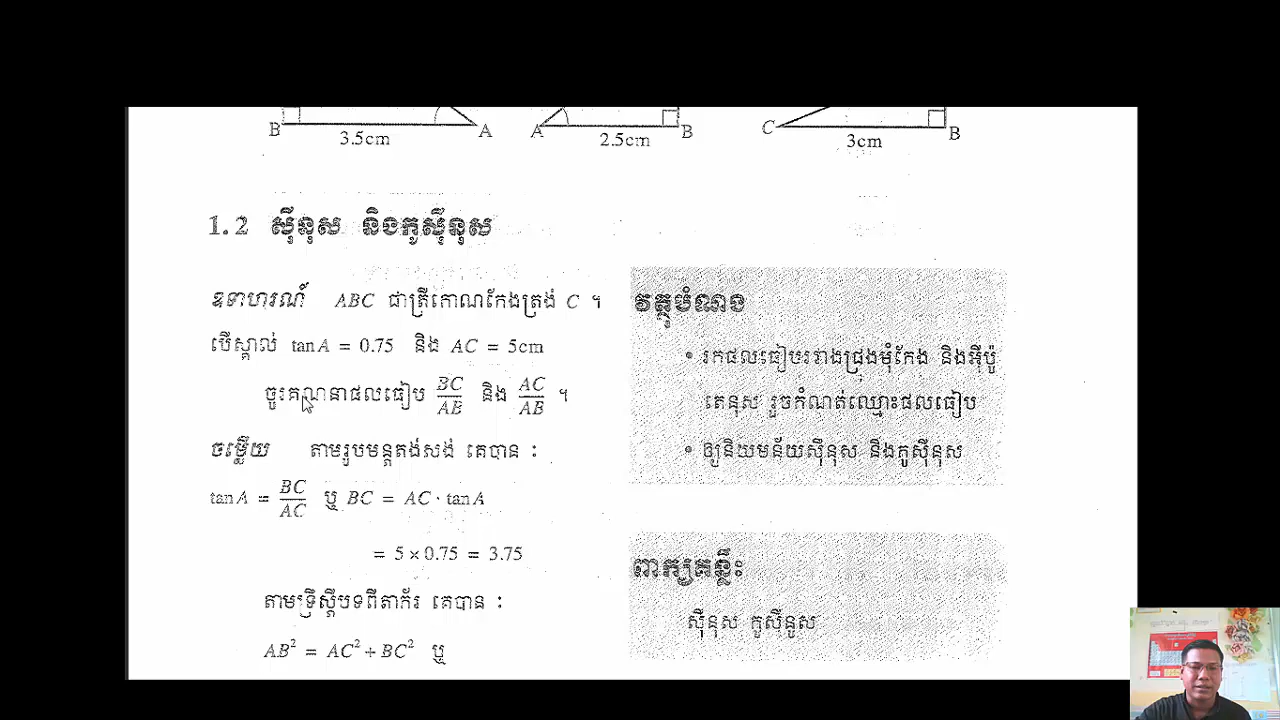 B 3.5cm A A 2.5cm B C 3cm B
1.2 ស៊ីនុស និងកូស៊ីនុស
ឧទាហរណ៍ ABC ជាត្រីកោណកែងត្រង់ C ។
បើស្គាល់ tanA = 0.75 និង AC = 5cm
ចូរគណនាផលធៀប BC/AB និង AC/AB ។
ចម្លើយ តាមរូបមន្តតង់សង់ គេបាន ៖
tanA = BC/AC ឬ BC = AC · tanA
= 5 × 0.75 = 3.75
តាមទ្រឹស្តីបទពីតាក័រ គេបាន ៖
AB² = AC² + BC² ឬ
វត្ថុបំណង
• រកផលធៀបរវាងជ្រុងមុំកែង និងអ៊ីប៉ូ
តេនុស រួចកំណត់ឈ្មោះផលធៀប
• ឲ្យនិយមន័យស៊ីនុស និងកូស៊ីនុស
ពាក្យគន្លឹះ
ស៊ីនុស កូស៊ីនូស